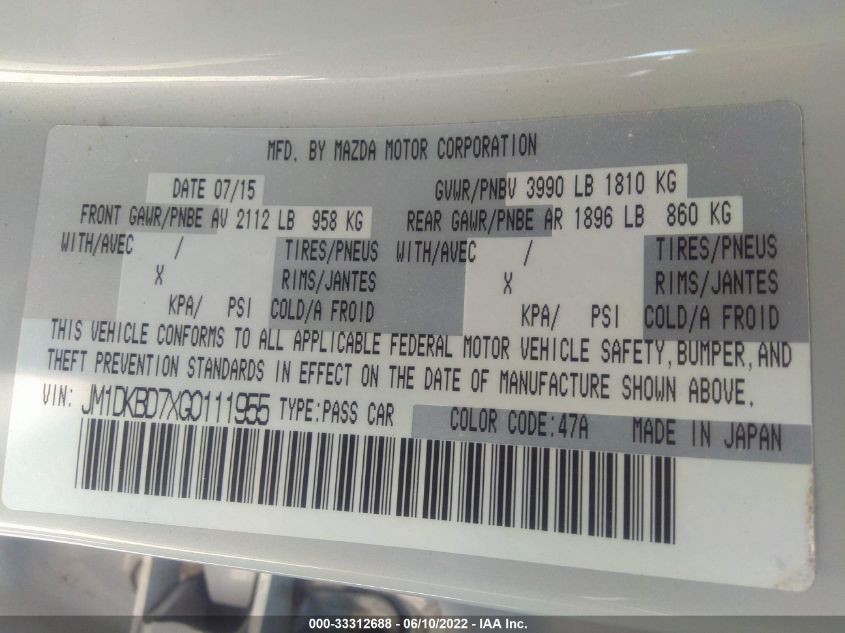 MFD. BY MAZDA MOTOR CORPORATION
DATE 07/15 GVWR/PNBV 3990 LB 1810 KG
FRONT GAWR/PNBE AV 2112 LB 958 KG REAR GAWR/PNBE AR 1896 LB 860 KG
WITH/AVEC / TIRES/PNEUS WITH/AVEC / TIRES/PNEUS
X RIMS/JANTES X RIMS/JANTES
KPA/ PSI COLD/A FROID KPA/ PSI COLD/A FROID
THIS VEHICLE CONFORMS TO ALL APPLICABLE FEDERAL MOTOR VEHICLE SAFETY, BUMPER, AND
THEFT PREVENTION STANDARDS IN EFFECT ON THE DATE OF MANUFACTURE SHOWN ABOVE.
VIN: JM1DKBD7XG0111955 TYPE:PASS CAR COLOR CODE:47A MADE IN JAPAN
000-33312688 - 06/10/2022 - IAA Inc.